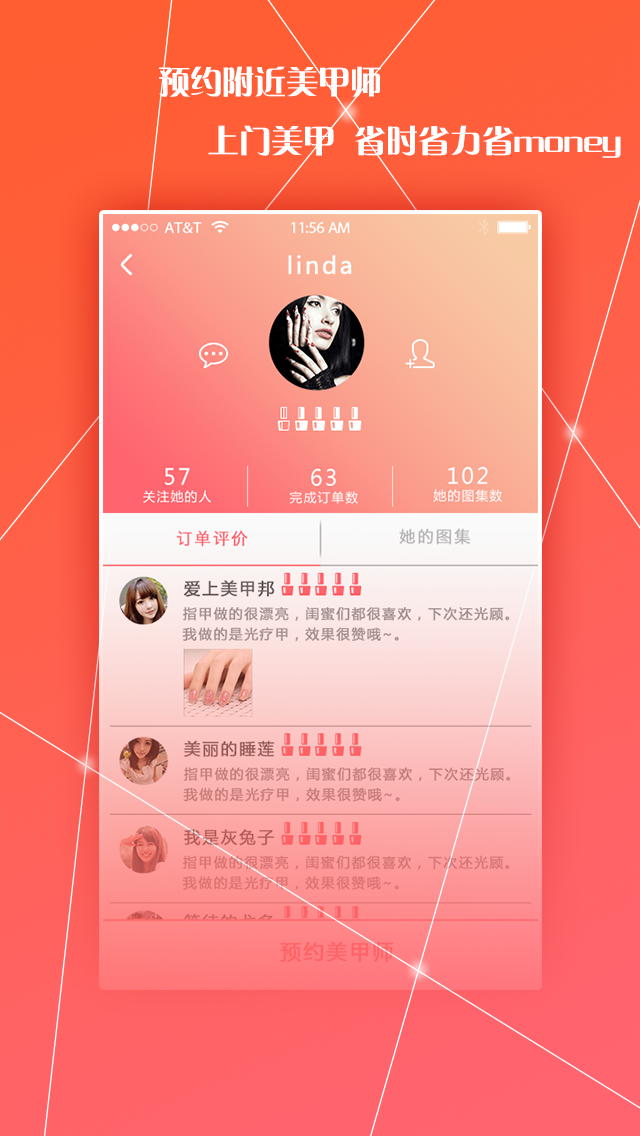 预约附近美甲师
上门美甲 省时省力省money
AT&T 11:56 AM
linda
57 63 102
关注她的人 完成订单数 她的图集数
订单评价 她的图集
爱上美甲邦
指甲做的很漂亮，闺蜜们都很喜欢，下次还光顾。
我做的是光疗甲，效果很赞哦~。
美丽的睡莲
指甲做的很漂亮，闺蜜们都很喜欢，下次还光顾。
我做的是光疗甲，效果很赞哦~。
我是灰兔子
指甲做的很漂亮，闺蜜们都很喜欢，下次还光顾。
我做的是光疗甲，效果很赞哦~。
预约美甲师